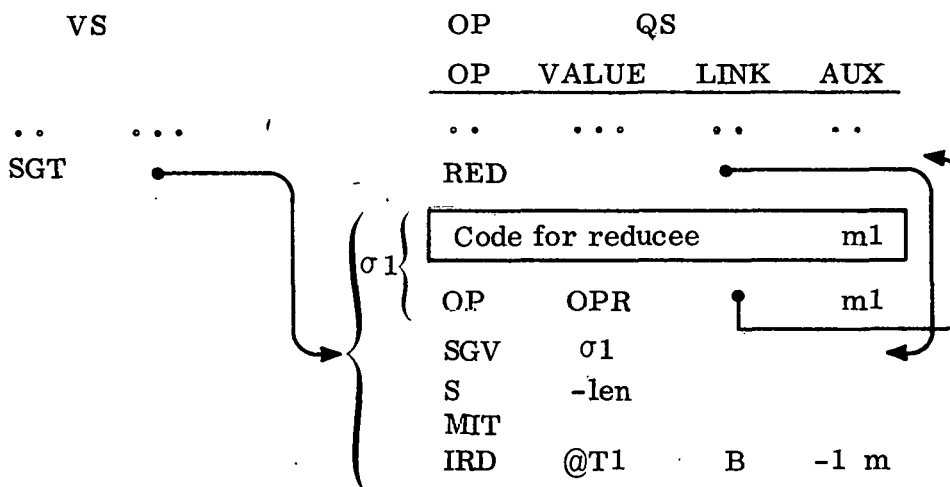 VS OP QS
OP VALUE LINK AUX
.. ... .. ... .. ..
SGT RED
Code for reducee m1
σ1
OP OPR m1
SGV σ1
S -len
MIT
IRD @T1 B -1 m